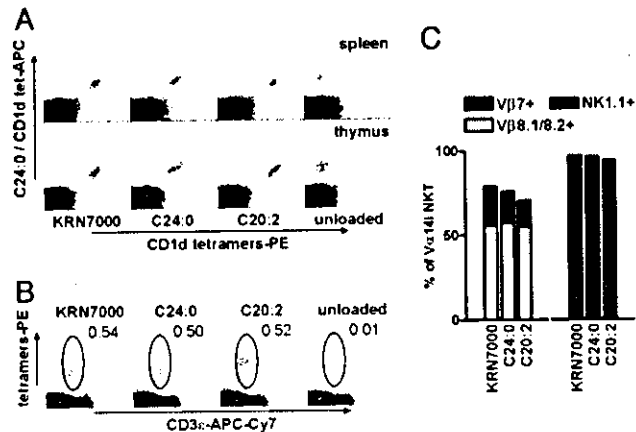 A
C24:0 / CD1d tet-APC
spleen
thymus
KRN7000 C24:0 C20:2 unloaded
CD1d tetramers-PE
B
tetramers-PE
KRN7000 C24:0 C20:2 unloaded
0.54 0.50 0.52 0.01
CD3ε-APC-Cy7
C
Vβ7+ NK1.1+
Vβ8.1/8.2+
% of Vα14i NKT
100
50
0
KRN7000 C24:0 C20:2 KRN7000 C24:0 C20:2